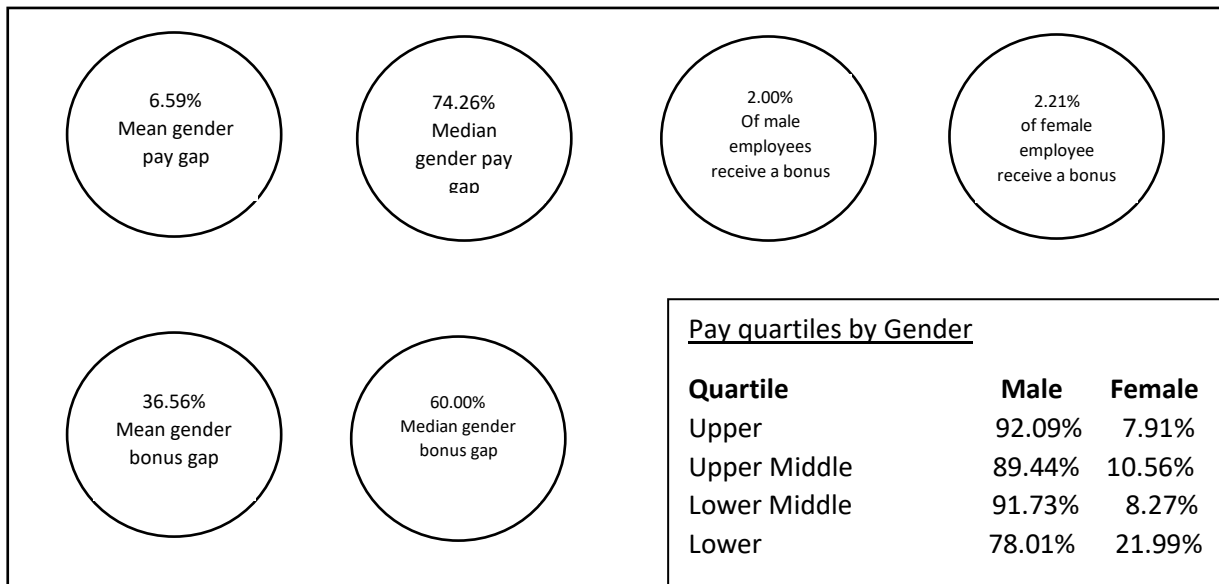 6.59%
Mean gender
pay gap
74.26%
Median
gender pay
gap
2.00%
Of male
employees
receive a bonus
2.21%
of female
employee
receive a bonus
36.56%
Mean gender
bonus gap
60.00%
Median gender
bonus gap
Pay quartiles by Gender
Quartile Male Female
Upper 92.09% 7.91%
Upper Middle 89.44% 10.56%
Lower Middle 91.73% 8.27%
Lower 78.01% 21.99%